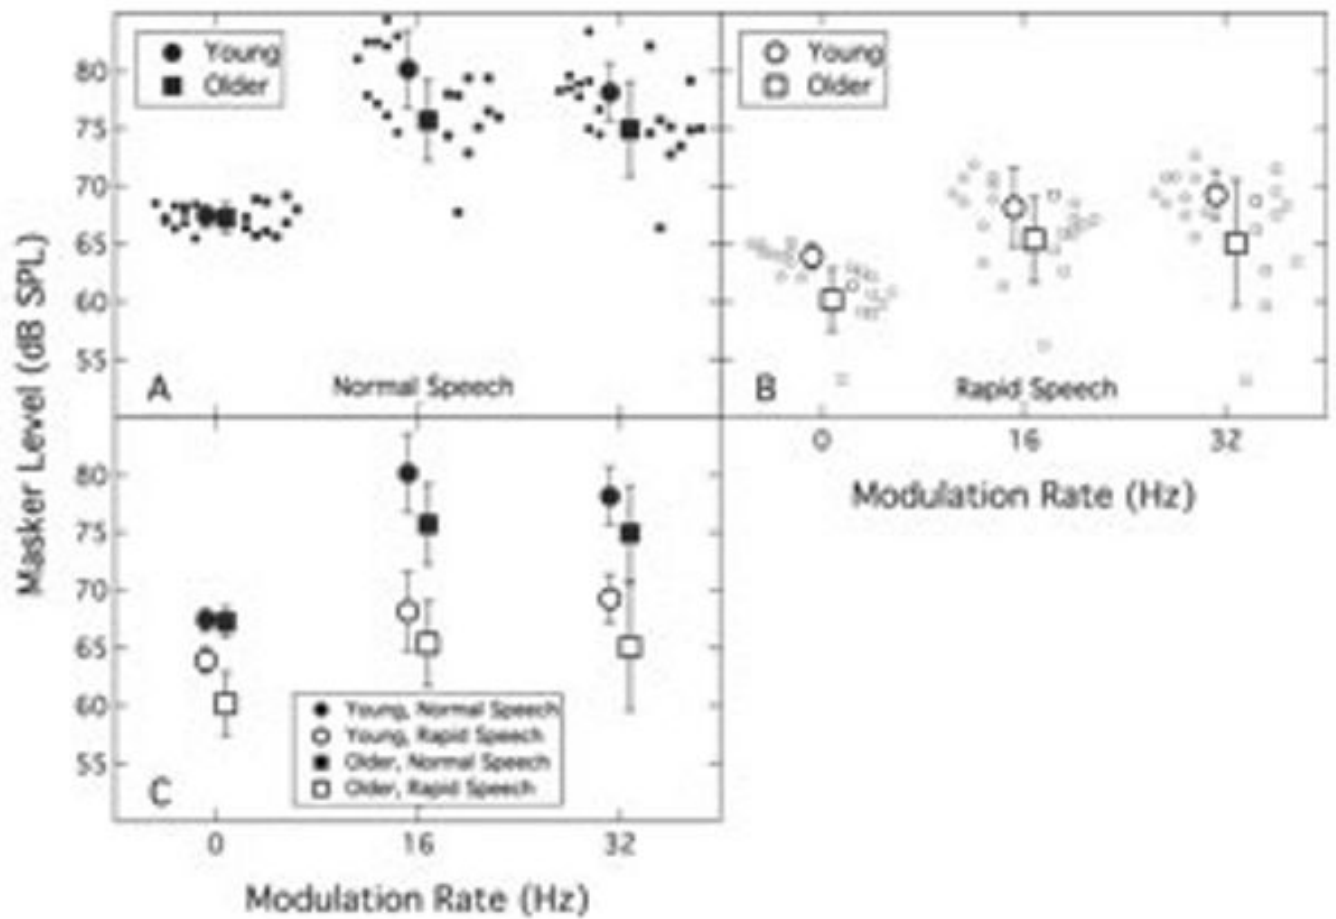 Young
Older
Young
Older
80
75
70
65
60
55
A
Normal Speech
B
Rapid Speech
0
16
32
Modulation Rate (Hz)
Masker Level (dB SPL)
80
75
70
65
60
55
Young, Normal Speech
Young, Rapid Speech
Older, Normal Speech
Older, Rapid Speech
C
0
16
32
Modulation Rate (Hz)